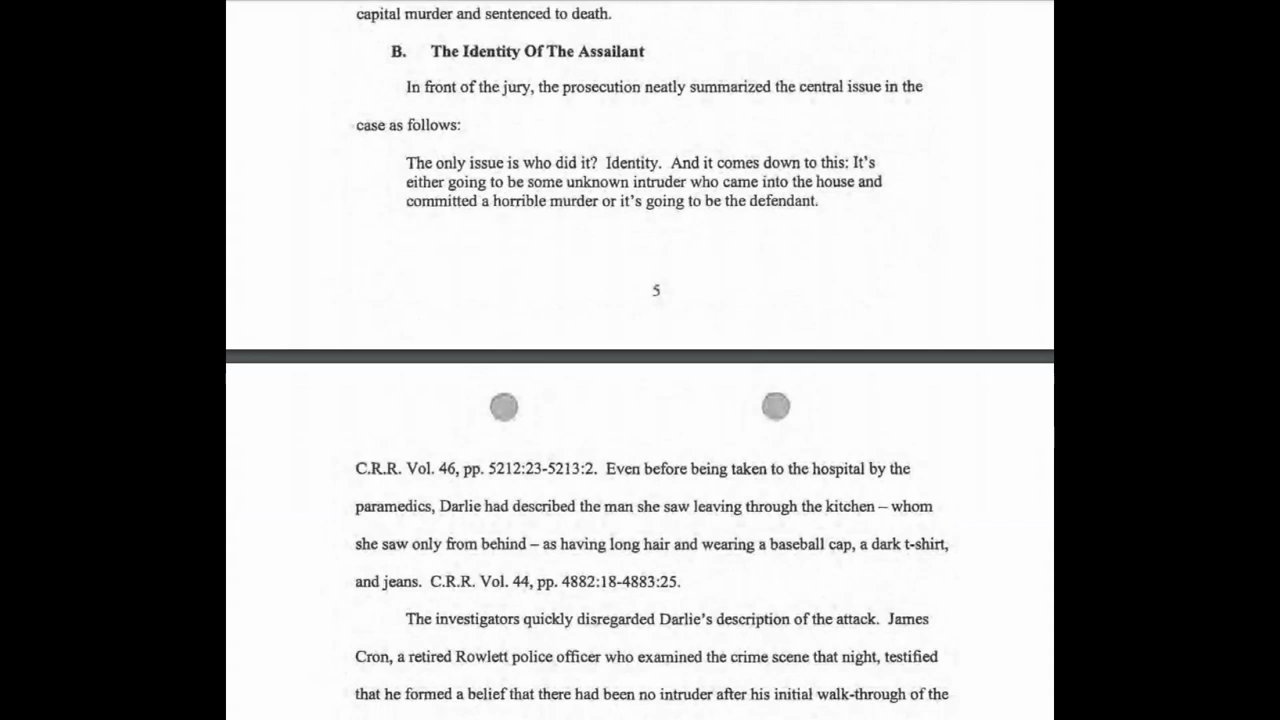 capital murder and sentenced to death.
B. The Identity Of The Assailant
In front of the jury, the prosecution neatly summarized the central issue in the
case as follows:
The only issue is who did it? Identity. And it comes down to this: It's
either going to be some unknown intruder who came into the house and
committed a horrible murder or it's going to be the defendant.
5
C.R.R. Vol. 46, pp. 5212:23-5213:2. Even before being taken to the hospital by the
paramedics, Darlie had described the man she saw leaving through the kitchen – whom
she saw only from behind – as having long hair and wearing a baseball cap, a dark t-shirt,
and jeans. C.R.R. Vol. 44, pp. 4882:18-4883:25.
The investigators quickly disregarded Darlie's description of the attack. James
Cron, a retired Rowlett police officer who examined the crime scene that night, testified
that he formed a belief that there had been no intruder after his initial walk-through of the